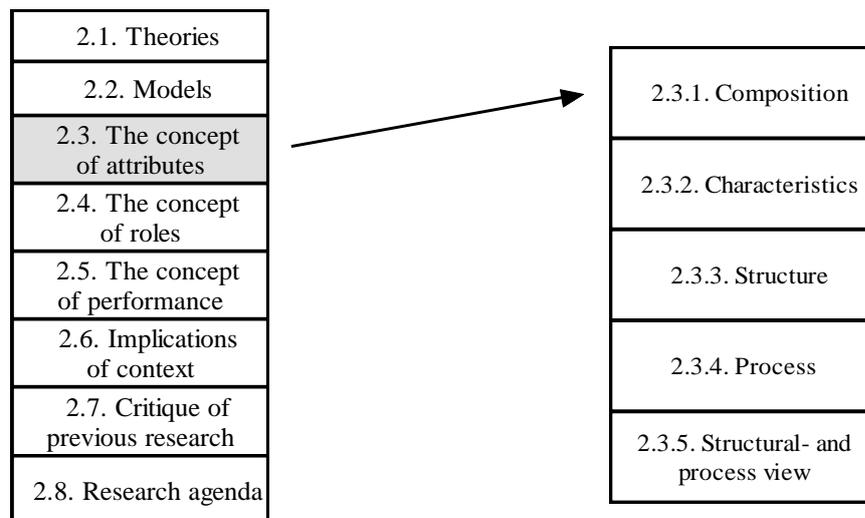 2.1. Theories
2.2. Models
2.3. The concept
of attributes
2.4. The concept
of roles
2.5. The concept
of performance
2.6. Implications
of context
2.7. Critique of
previous research
2.8. Research agenda
2.3.1. Composition
2.3.2. Characteristics
2.3.3. Structure
2.3.4. Process
2.3.5. Structural- and
process view